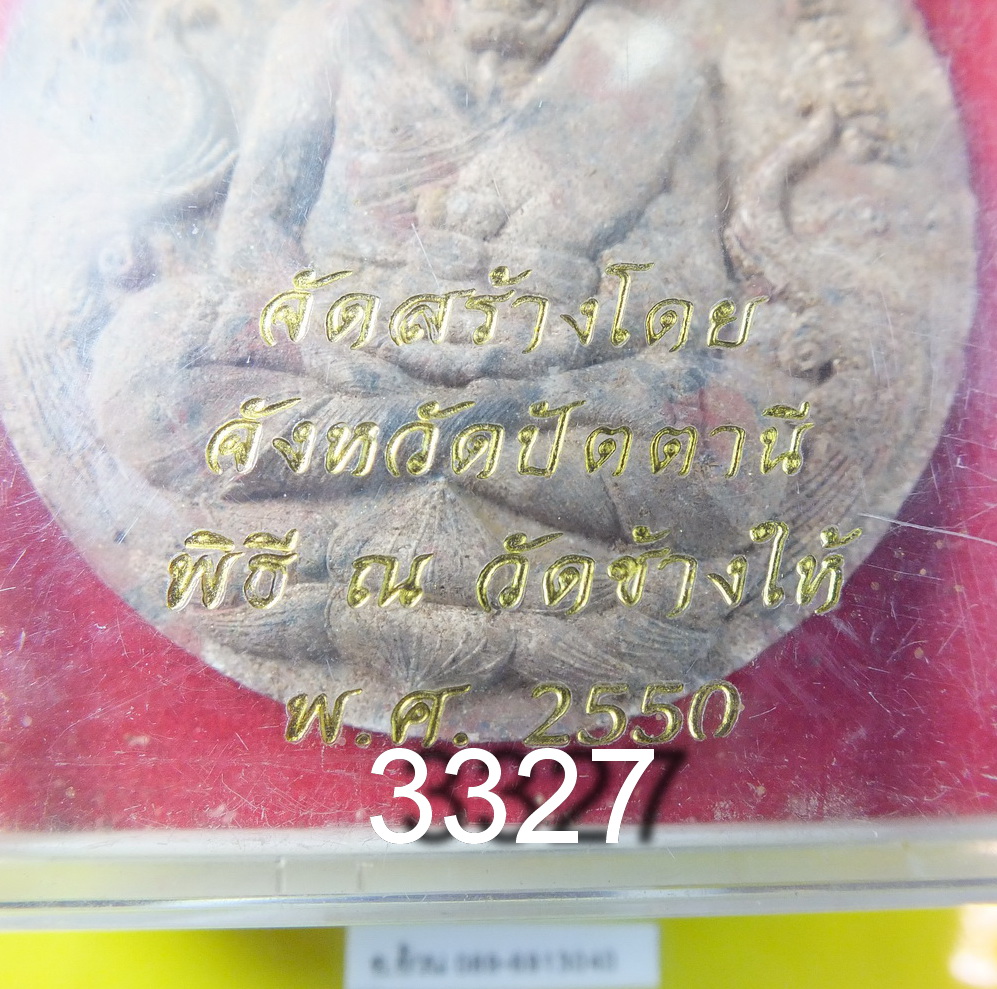 จัดสร้างโดย
จังหวัดปัตตานี
พิธี ณ วัดช้างให้
พ.ศ. 2550
3327